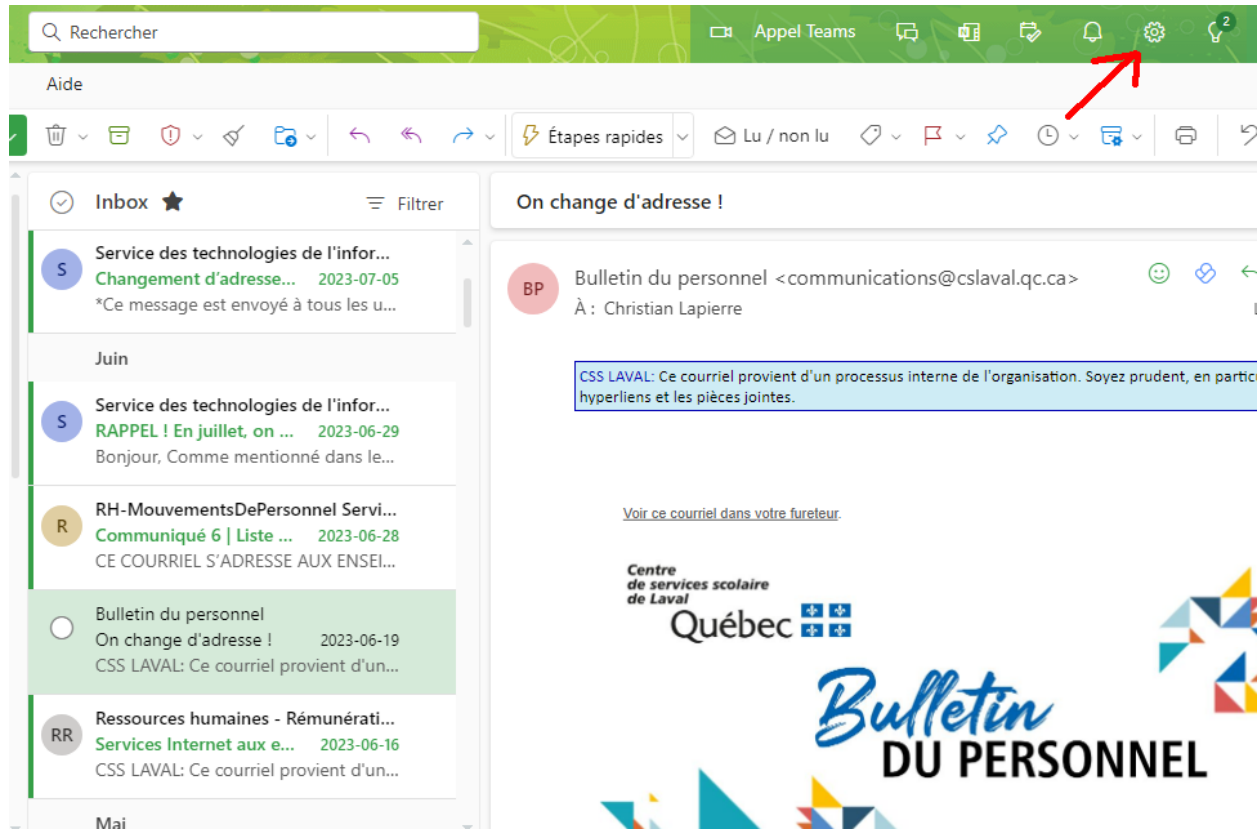 Rechercher
Appel Teams
2
Aide
Étapes rapides
Lu / non lu
Inbox
Filtrer
S
Service des technologies de l'infor...
Changement d'adresse... 2023-07-05
*Ce message est envoyé à tous les u...
Juin
S
Service des technologies de l'infor...
RAPPEL ! En juillet, on ... 2023-06-29
Bonjour, Comme mentionné dans le...
R
RH-MouvementsDePersonnel Servi...
Communiqué 6 | Liste ... 2023-06-28
CE COURRIEL S'ADRESSE AUX ENSEI...
Bulletin du personnel
On change d'adresse ! 2023-06-19
CSS LAVAL: Ce courriel provient d'un...
RR
Ressources humaines - Rémunérati...
Services Internet aux e... 2023-06-16
CSS LAVAL: Ce courriel provient d'un...
Mai
On change d'adresse !
BP
Bulletin du personnel <communications@cslaval.qc.ca>
À : Christian Lapierre
CSS LAVAL: Ce courriel provient d'un processus interne de l'organisation. Soyez prudent, en
hyperliens et les pièces jointes.
Voir ce courriel dans votre fureteur.
Centre
de services scolaire
de Laval
Québec
Bulletin
DU PERSONNEL